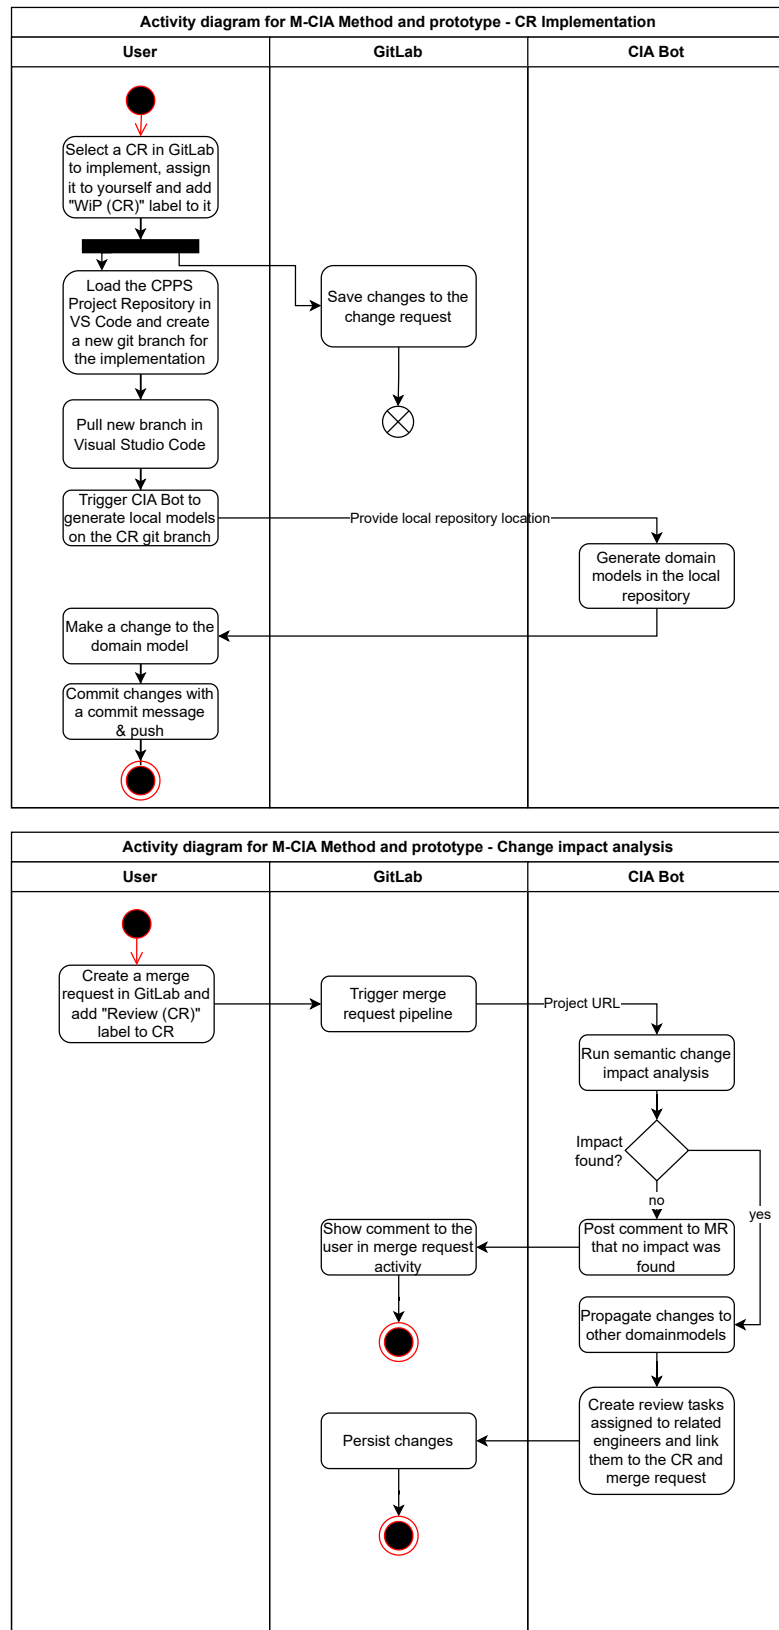 Activity diagram for M-CIA Method and prototype - CR Implementation
User
GitLab
CIA Bot
Select a CR in GitLab
to implement, assign
it to yourself and add
"WiP (CR)" label to it
Load the CPPS
Project Repository in
VS Code and create
a new git branch for
the implementation
Save changes to the
change request
Pull new branch in
Visual Studio Code
Trigger CIA Bot to
generate local models
on the CR git branch
Provide local repository location
Generate domain
models in the local
repository
Make a change to the
domain model
Commit changes with
a commit message
& push
Activity diagram for M-CIA Method and prototype - Change impact analysis
User
GitLab
CIA Bot
Create a merge
request in GitLab and
add "Review (CR)"
label to CR
Trigger merge
request pipeline
Project URL
Run semantic change
impact analysis
Impact
found?
no
yes
Show comment to the
user in merge request
activity
Post comment to MR
that no impact was
found
Propagate changes to
other domainmodels
Create review tasks
assigned to related
engineers and link
them to the CR and
merge request
Persist changes